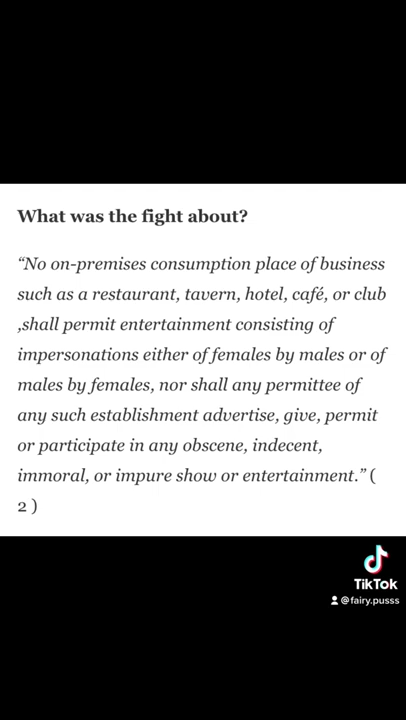 What was the fight about?
“No on-premises consumption place of business
such as a restaurant, tavern, hotel, café, or club
,shall permit entertainment consisting of
impersonations either of females by males or of
males by females, nor shall any permittee of
any such establishment advertise, give, permit
or participate in any obscene, indecent,
immoral, or impure show or entertainment.” (
2 )
TikTok
@fairy.pusss